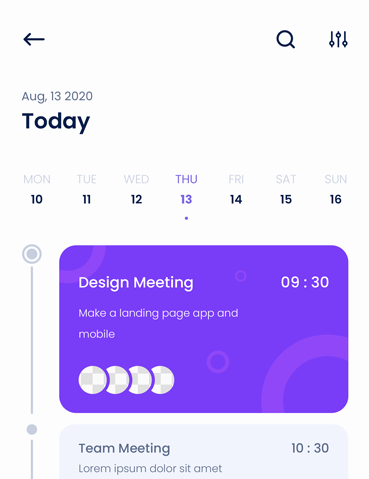 Aug, 13 2020
Today
MON TUE WED THU FRI SAT SUN
10 11 12 13 14 15 16
Design Meeting 09 : 30
Make a landing page app and
mobile
Team Meeting 10 : 30
Lorem ipsum dolor sit amet